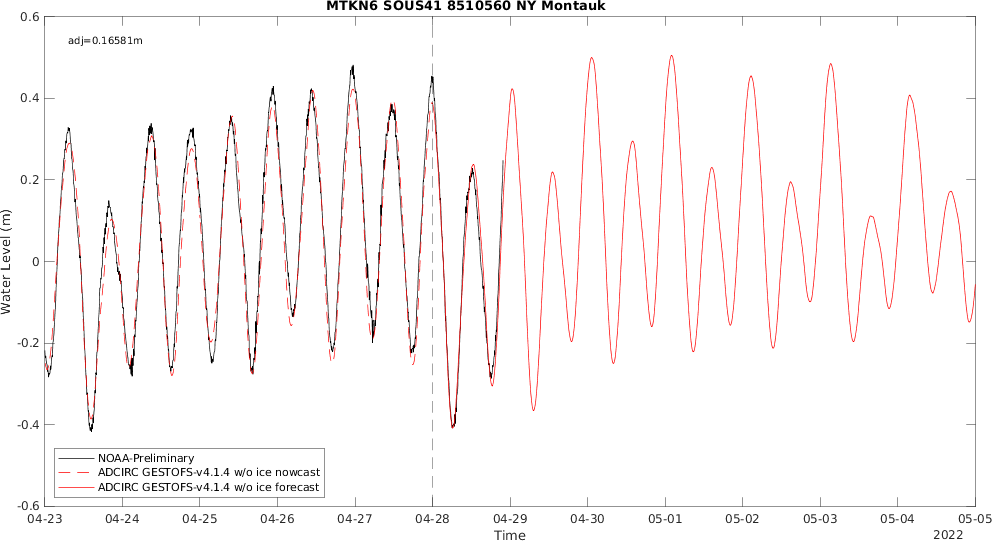 MTKN6 SOUS41 8510560 NY Montauk
adj=0.16581m
0.6
0.4
0.2
0
-0.2
-0.4
-0.6
Water Level (m)
NOAA-Preliminary
ADCIRC GESTOFS-v4.1.4 w/o ice nowcast
ADCIRC GESTOFS-v4.1.4 w/o ice forecast
04-23 04-24 04-25 04-26 04-27 04-28 04-29 04-30 05-01 05-02 05-03 05-04 05-05
Time
2022